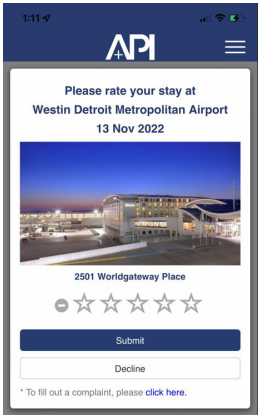 1:11
API
Please rate your stay at
Westin Detroit Metropolitan Airport
13 Nov 2022
2501 Worldgateway Place
Submit
Decline
* To fill out a complaint, please click here.